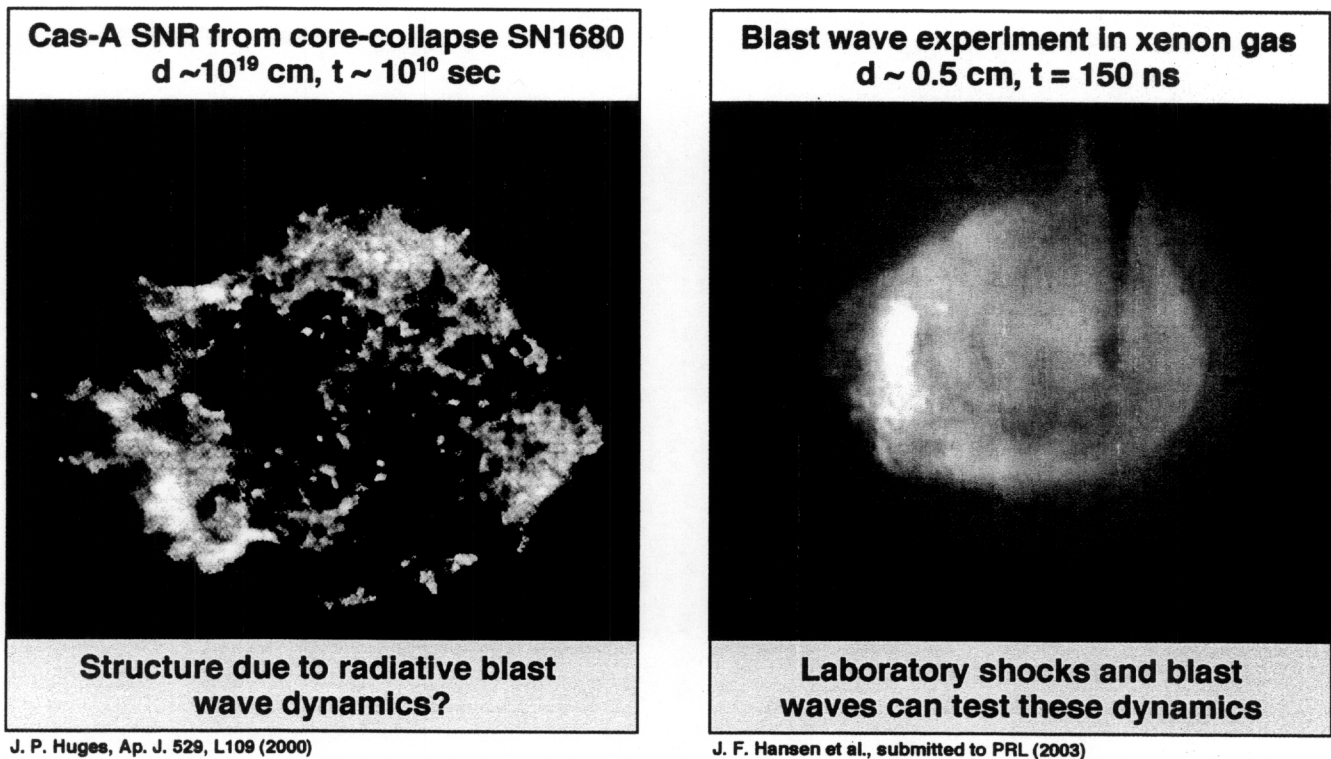 Cas-A SNR from core-collapse SN1680
d ~10¹⁹ cm, t ~ 10¹⁰ sec
Structure due to radiative blast
wave dynamics?
J. P. Huges, Ap. J. 529, L109 (2000)
Blast wave experiment in xenon gas
d ~ 0.5 cm, t = 150 ns
Laboratory shocks and blast
waves can test these dynamics
J. F. Hansen et al., submitted to PRL (2003)